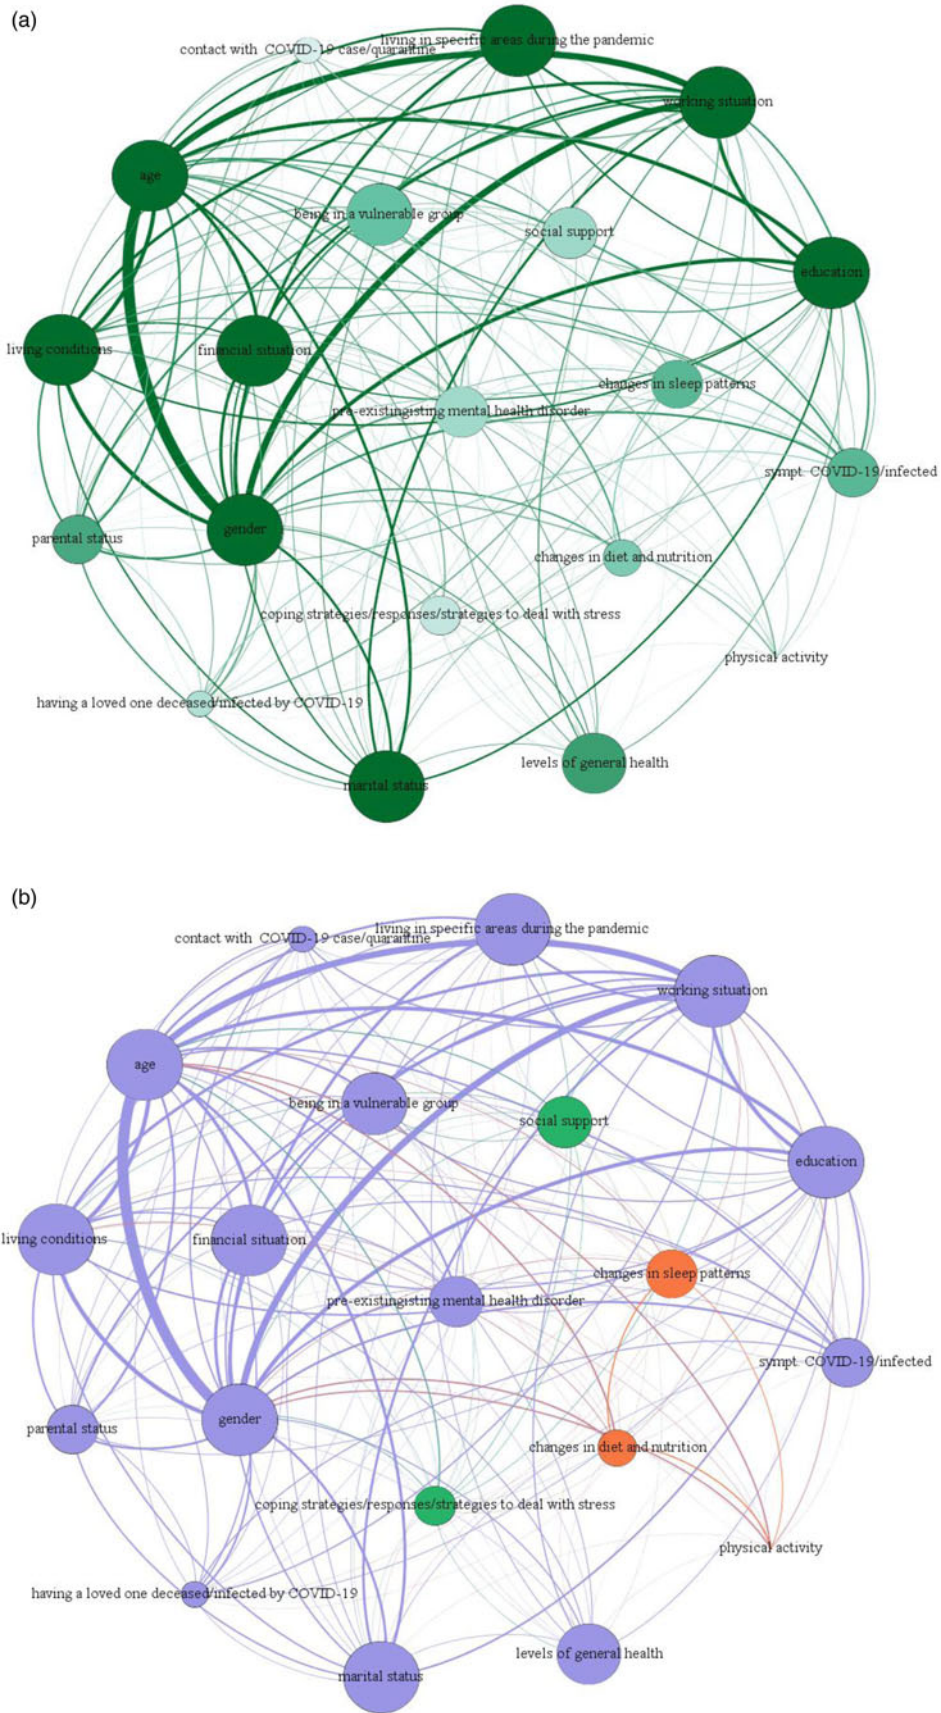 (a)
living in specific areas during the pandemic
contact with COVID-19 case/quarantine
working situation
age
being in a vulnerable group
social support
education
living conditions
financial situation
changes in sleep patterns
pre-existingisting mental health disorder
sympt. COVID-19/infected
gender
parental status
changes in diet and nutrition
coping strategies/responses/strategies to deal with stress
physical activity
having a loved one deceased/infected by COVID-19
levels of general health
marital status
(b)
living in specific areas during the pandemic
contact with COVID-19 case/quarantine
working situation
age
being in a vulnerable group
social support
education
living conditions
financial situation
changes in sleep patterns
pre-existingisting mental health disorder
sympt. COVID-19/infected
gender
parental status
changes in diet and nutrition
coping strategies/responses/strategies to deal with stress
physical activity
having a loved one deceased/infected by COVID-19
levels of general health
marital status